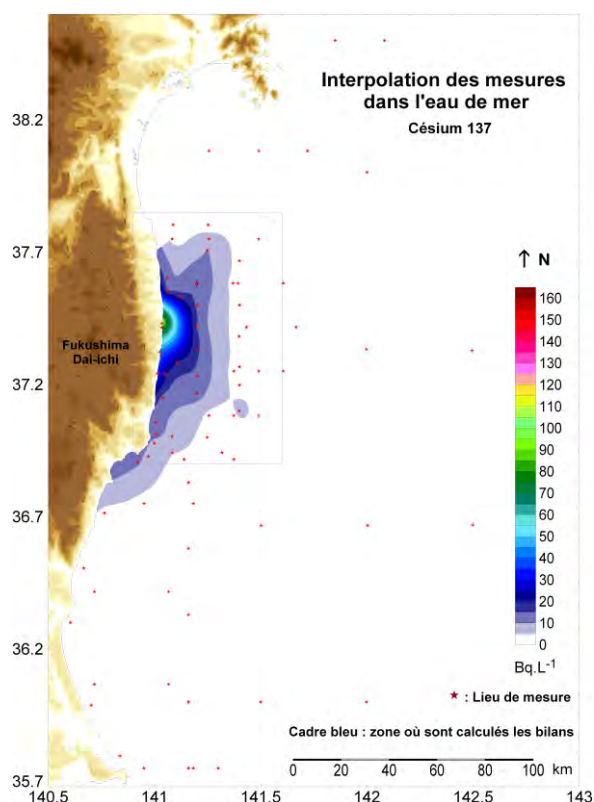 Interpolation des mesures
dans l'eau de mer
Césium 137
38.2
37.7
37.2
36.7
36.2
35.7
140.5
141
141.5
142
142.5
143
Fukushima
Dai-ichi
↑ N
160
150
140
130
120
110
100
90
80
70
60
50
40
30
20
10
0
Bq.L-1
★ : Lieu de mesure
Cadre bleu : zone où sont calculés les bilans
0 20 40 60 80 100
km